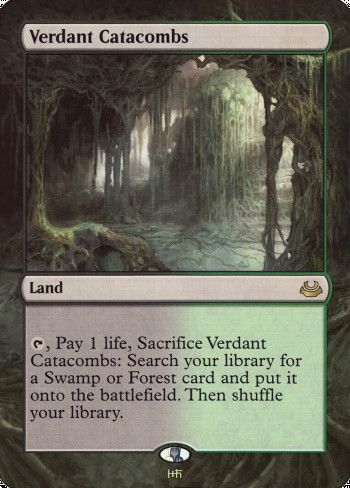 Verdant Catacombs
Land
, Pay 1 life, Sacrifice Verdant
Catacombs: Search your library for
a Swamp or Forest card and put it
onto the battlefield. Then shuffle
your library.